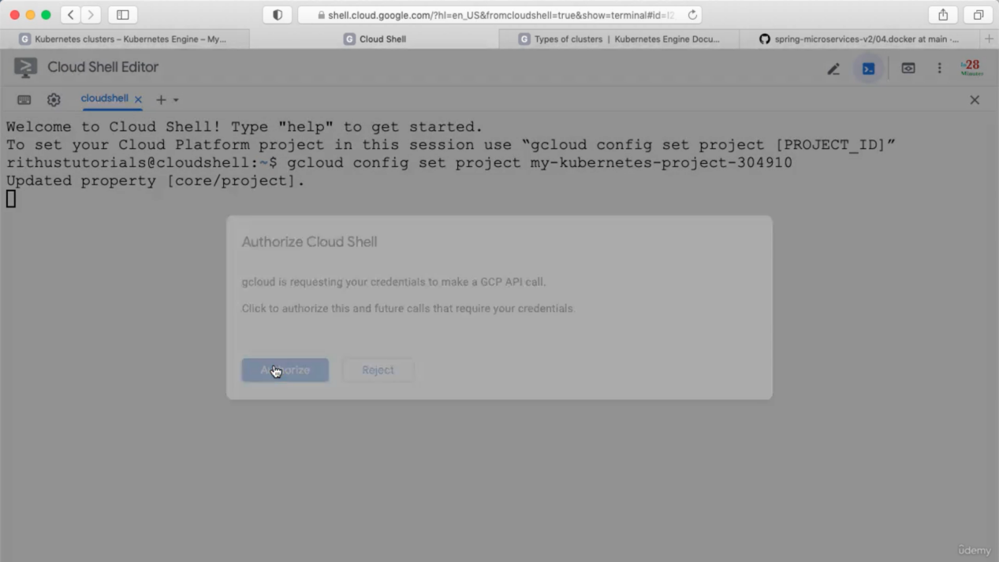 shell.cloud.google.com/?hl=en_US&fromcloudshell=true&show=terminal#id=I2
Kubernetes clusters – Kubernetes Engine – My...
Cloud Shell
Types of clusters | Kubernetes Engine Docu...
spring-microservices-v2/04.docker at main ·...
Cloud Shell Editor
in28
Minutes
cloudshell
Welcome to Cloud Shell! Type "help" to get started.
To set your Cloud Platform project in this session use “gcloud config set project [PROJECT_ID]”
rithustutorials@cloudshell:~$ gcloud config set project my-kubernetes-project-304910
Updated property [core/project].
Authorize Cloud Shell
gcloud is requesting your credentials to make a GCP API call.
Click to authorize this and future calls that require your credentials.
Authorize
Reject
ûdemy